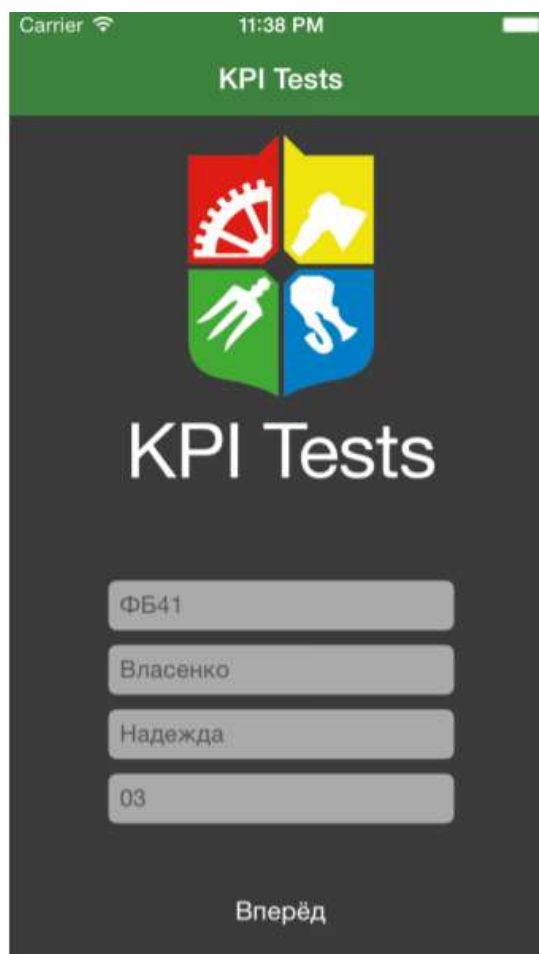 Carrier 11:38 PM
KPI Tests
KPI Tests
ФБ41
Власенко
Надежда
03
Вперёд